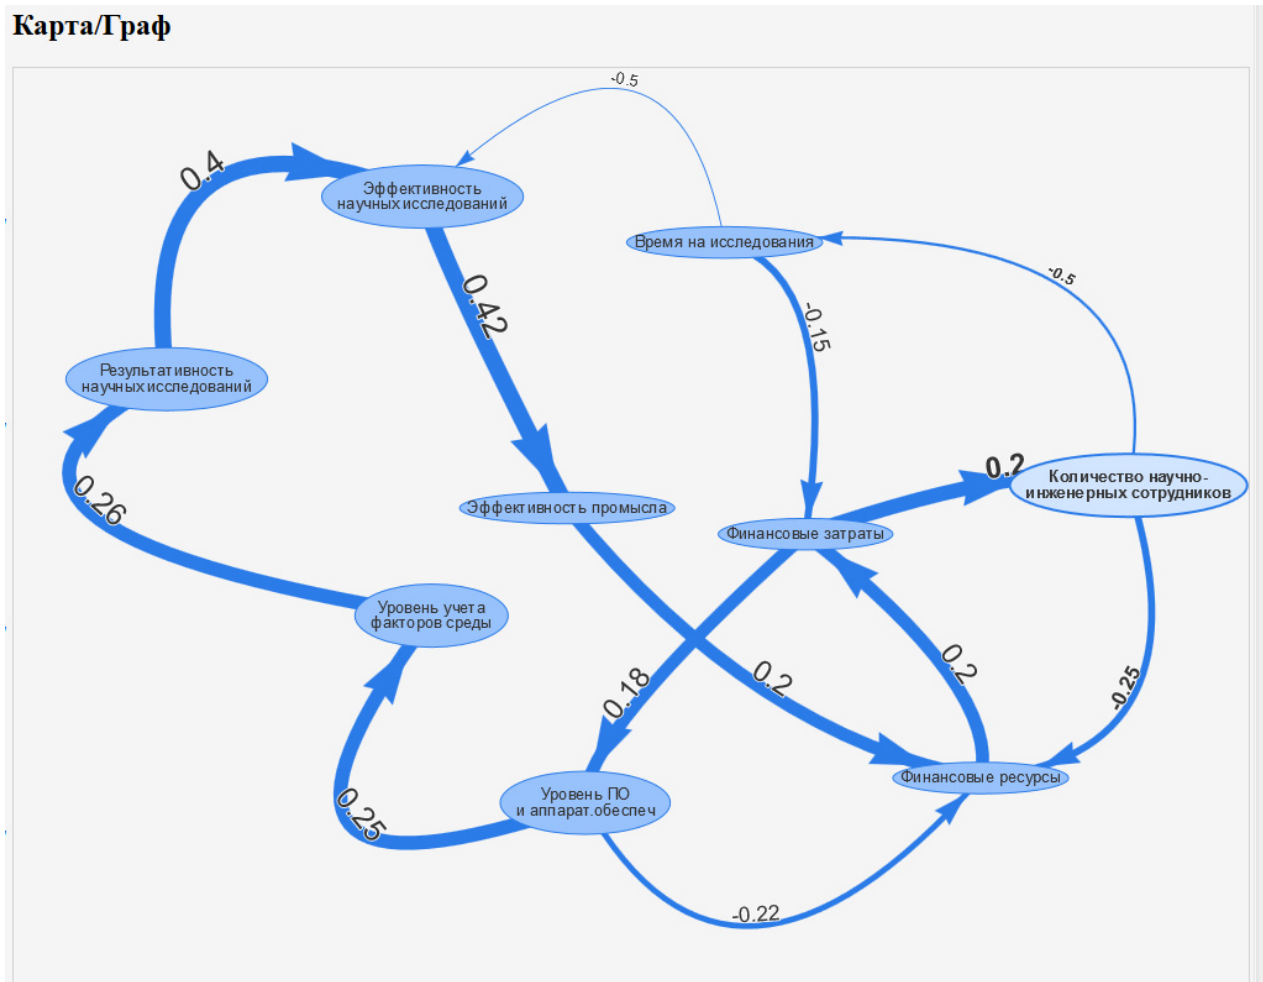 Карта/Граф
-0.5
0.4
Эффективность
научных исследований
Время на исследования
-0.5
0.42
-0.15
Результативность
научных исследований
0.2
Количество научно-
инженерных сотрудников
0.26
Эффективность промысла
Финансовые затраты
Уровень учета
факторов среды
0.18
0.2
0.2
-0.25
Финансовые ресурсы
Уровень ПО
и аппарат.обеспеч
0.25
-0.22